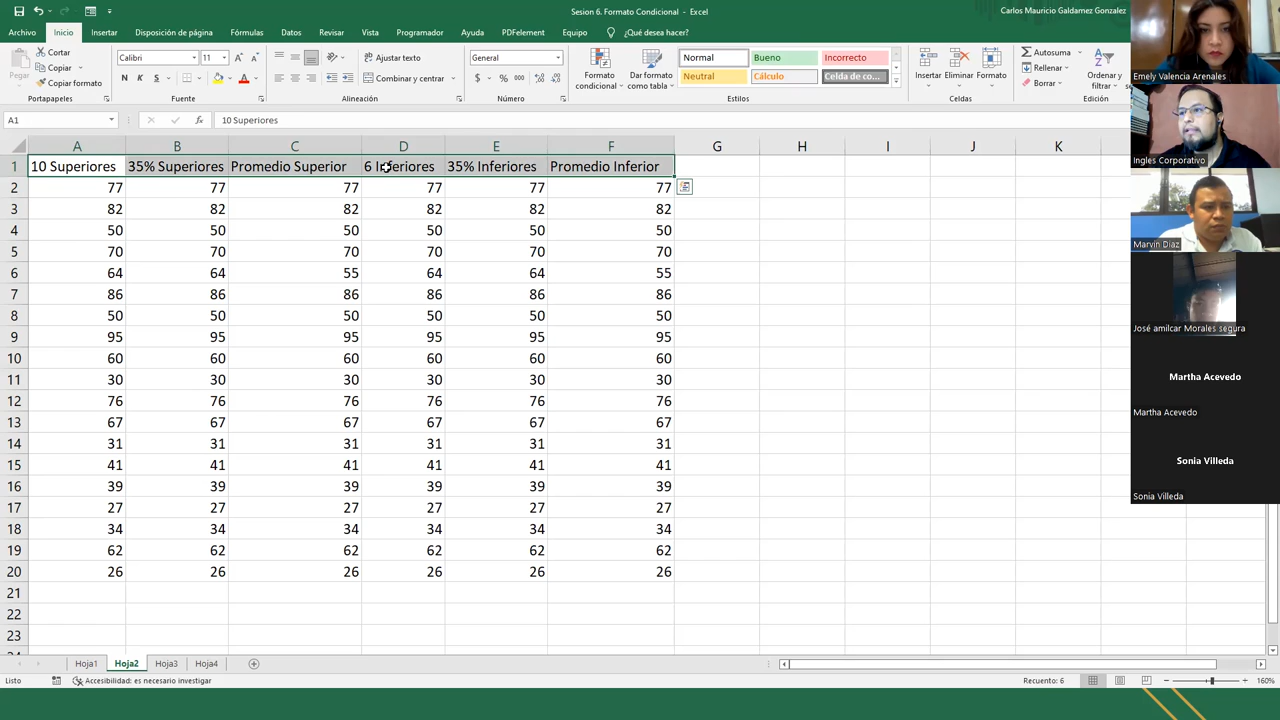 Sesion 6. Formato Condicional - Excel
Carlos Mauricio Galdamez Gonzalez
Archivo Inicio Insertar Disposición de página Fórmulas Datos Revisar Vista Programador Ayuda PDFelement Equipo ¿Qué desea hacer?
Pegar
Cortar
Copiar
Copiar formato
Portapapeles
Calibri 11
N K S
Fuente
Ajustar texto
Combinar y centrar
Alineación
General
$ % 000
Número
Formato condicional
Dar formato como tabla
Normal Bueno Incorrecto
Neutral Cálculo Celda de co...
Estilos
Insertar Eliminar Formato
Celdas
Autosuma
Rellenar
Borrar
Ordenar y filtrar
Edición
A1
fx
10 Superiores
A B C D E F G H I J K
1 10 Superiores 35% Superiores Promedio Superior 6 Inferiores 35% Inferiores Promedio Inferior
2 77 77 77 77 77 77
3 82 82 82 82 82 82
4 50 50 50 50 50 50
5 70 70 70 70 70 70
6 64 64 55 64 64 55
7 86 86 86 86 86 86
8 50 50 50 50 50 50
9 95 95 95 95 95 95
10 60 60 60 60 60 60
11 30 30 30 30 30 30
12 76 76 76 76 76 76
13 67 67 67 67 67 67
14 31 31 31 31 31 31
15 41 41 41 41 41 41
16 39 39 39 39 39 39
17 27 27 27 27 27 27
18 34 34 34 34 34 34
19 62 62 62 62 62 62
20 26 26 26 26 26 26
21
22
23
Hoja1 Hoja2 Hoja3 Hoja4
Listo
Accesibilidad: es necesario investigar
Recuento: 6
160%
Emely Valencia Arenales
Ingles Corporativo
Marvin Diaz
José amilcar Morales segura
Martha Acevedo
Martha Acevedo
Sonia Villeda
Sonia Villeda